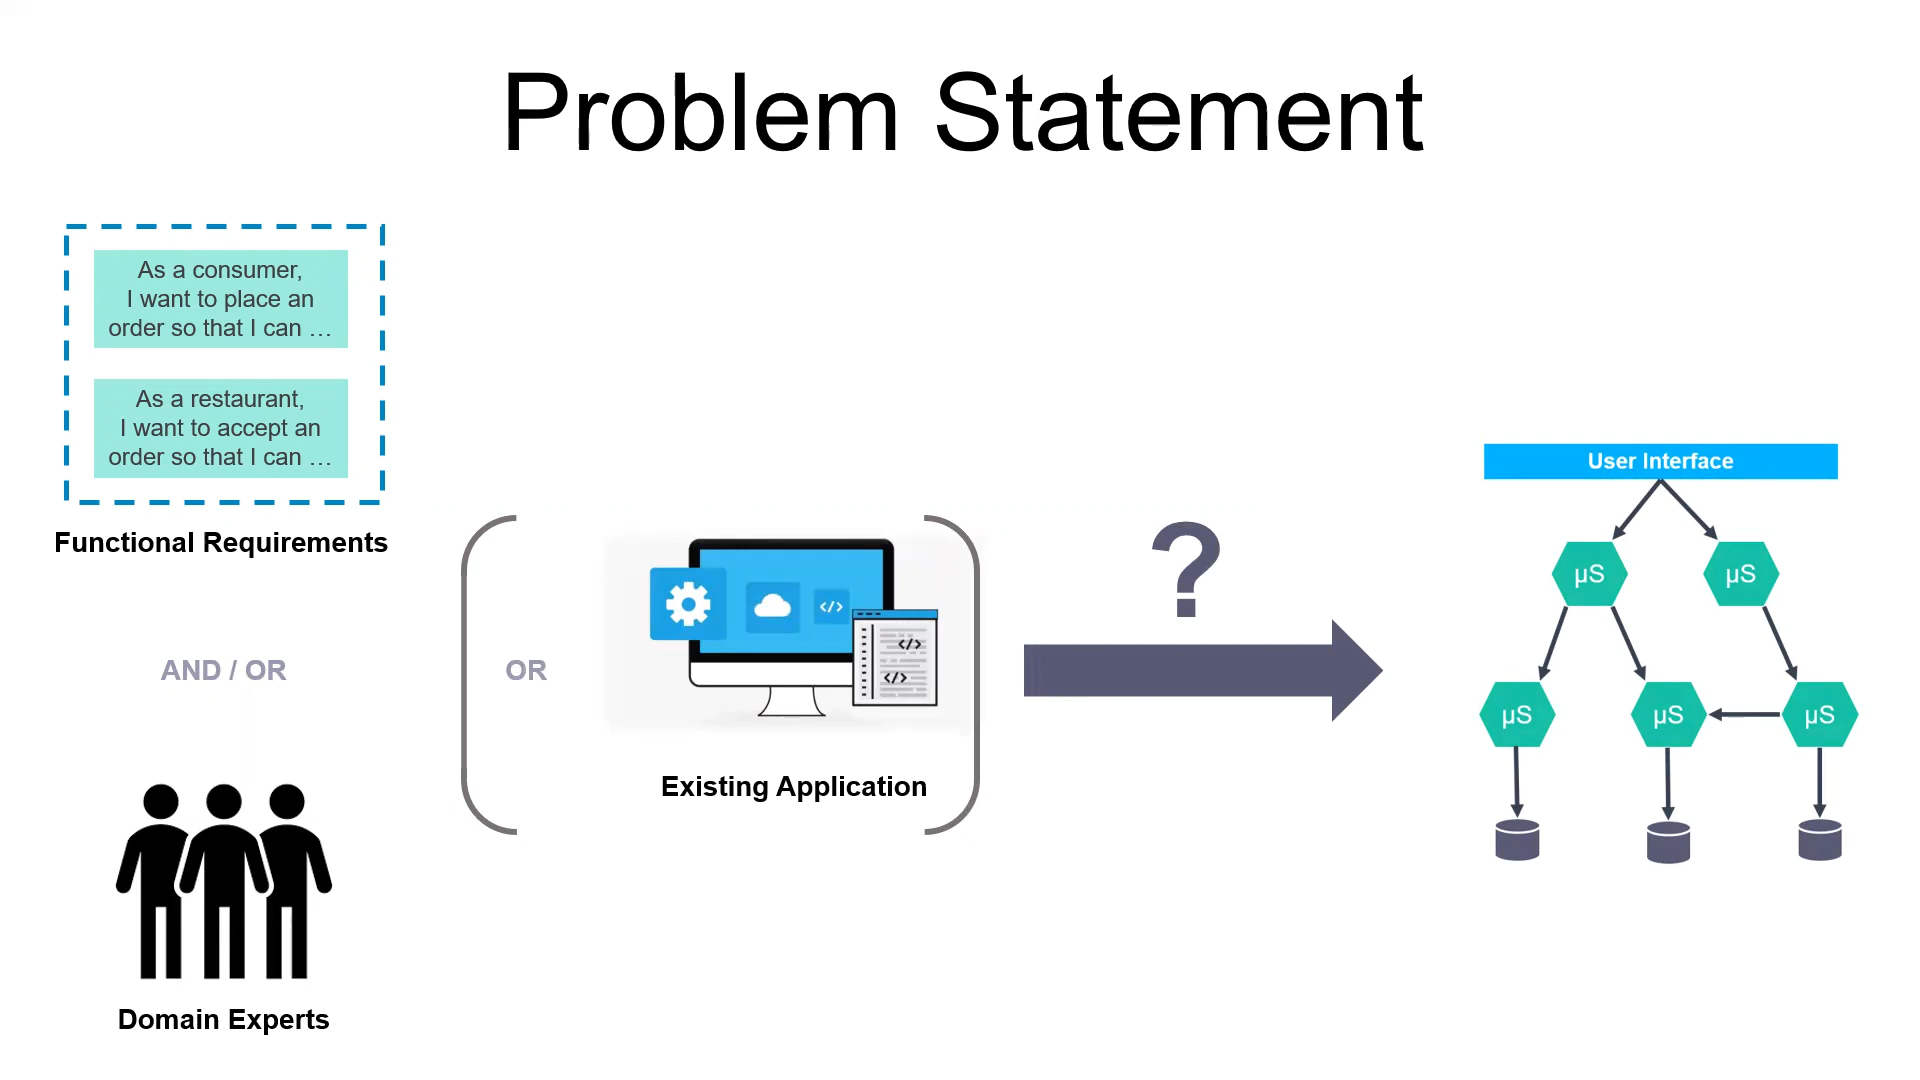 Problem Statement
As a consumer,
I want to place an
order so that I can …
As a restaurant,
I want to accept an
order so that I can …
Functional Requirements
AND / OR
Domain Experts
OR
</>
</>
</>
Existing Application
?
User Interface
µS
µS
µS
µS
µS